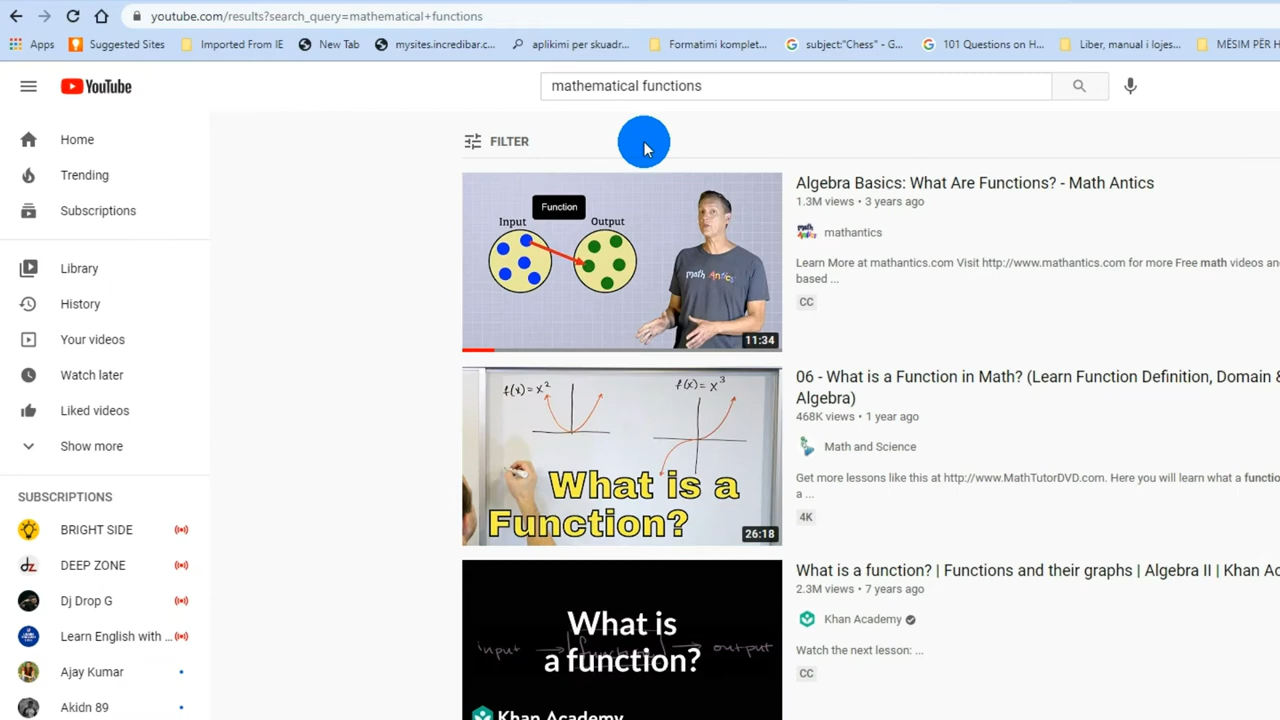 youtube.com/results?search_query=mathematical+functions
Apps Suggested Sites Imported From IE New Tab mysites.incredibar.c... aplikimi per skuadr... Formatimi komplet... subject:"Chess" - G... 101 Questions on H... Liber, manual i lojes... MËSIM PËR H
YouTube
mathematical functions
Home
Trending
Subscriptions
Library
History
Your videos
Watch later
Liked videos
Show more
SUBSCRIPTIONS
BRIGHT SIDE
DEEP ZONE
Dj Drop G
Learn English with ...
Ajay Kumar
Akidn 89
FILTER
Function
Input
Output
math Antics
11:34
Algebra Basics: What Are Functions? - Math Antics
1.3M views • 3 years ago
mathantics
Learn More at mathantics.com Visit http://www.mathantics.com for more Free math videos and
based ...
CC
f(x)=x²
f(x)=x³
What is a
Function?
26:18
06 - What is a Function in Math? (Learn Function Definition, Domain &
Algebra)
468K views • 1 year ago
Math and Science
Get more lessons like this at http://www.MathTutorDVD.com. Here you will learn what a functio
a ...
4K
What is
a function?
input function output
Khan Academy
What is a function? | Functions and their graphs | Algebra II | Khan Ac
2.3M views • 7 years ago
Khan Academy
Watch the next lesson: ...
CC